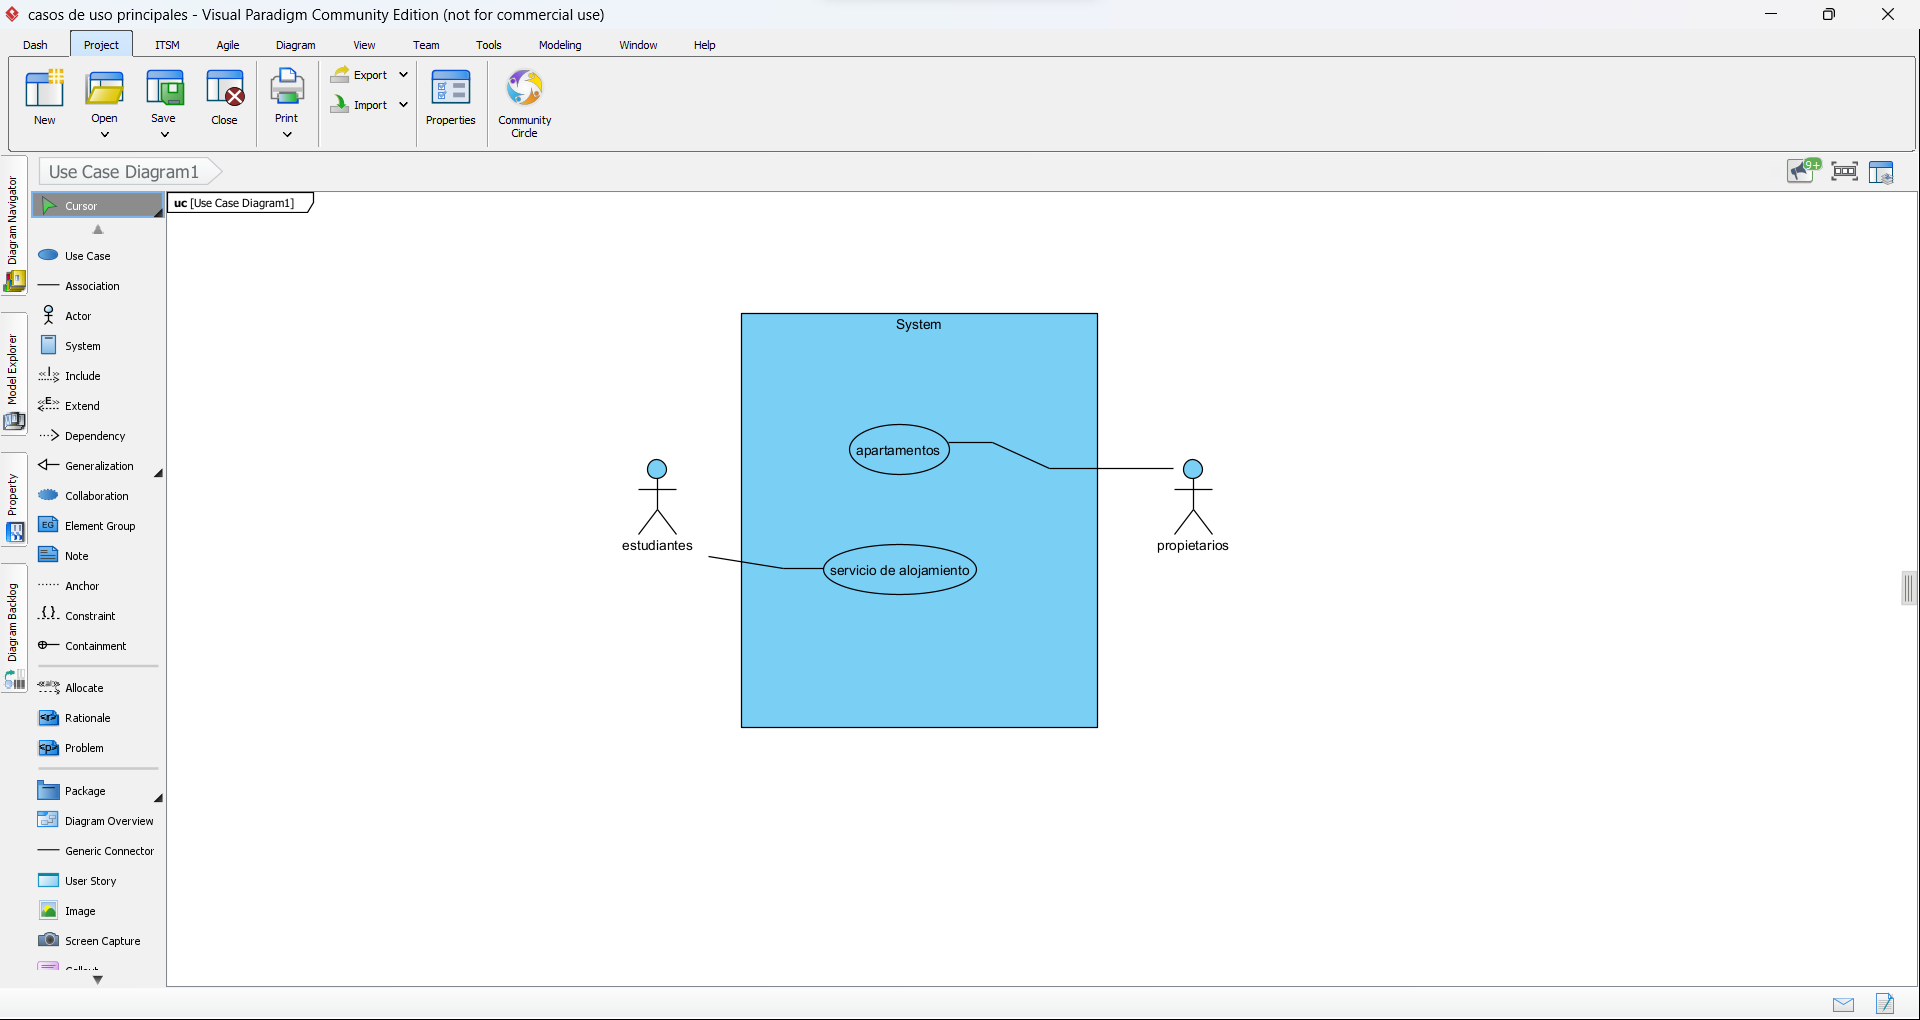 casos de uso principales - Visual Paradigm Community Edition (not for commercial use)
Dash Project ITSM Agile Diagram View Team Tools Modeling Window Help
New Open Save Close Print Export Import Properties Community Circle
Use Case Diagram1
9+
Diagram Navigator
Model Explorer
Property
Diagram Backlog
Cursor
Use Case
Association
Actor
System
Include
Extend
Dependency
Generalization
Collaboration
EG Element Group
Note
Anchor
Constraint
Containment
Allocate
Rationale
Problem
Package
Diagram Overview
Generic Connector
User Story
Image
Screen Capture
uc [Use Case Diagram1]
System
apartamentos
estudiantes
propietarios
servicio de alojamiento